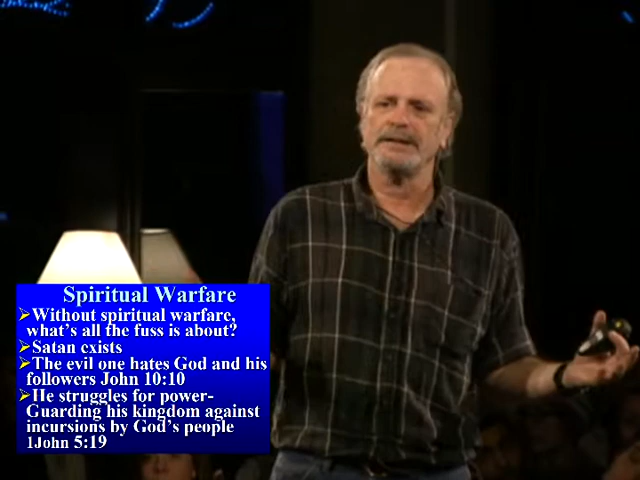 Spiritual Warfare
➢Without spiritual warfare,
what's all the fuss is about?
➢Satan exists
➢The evil one hates God and his
followers John 10:10
➢He struggles for power-
Guarding his kingdom against
incursions by God's people
1John 5:19